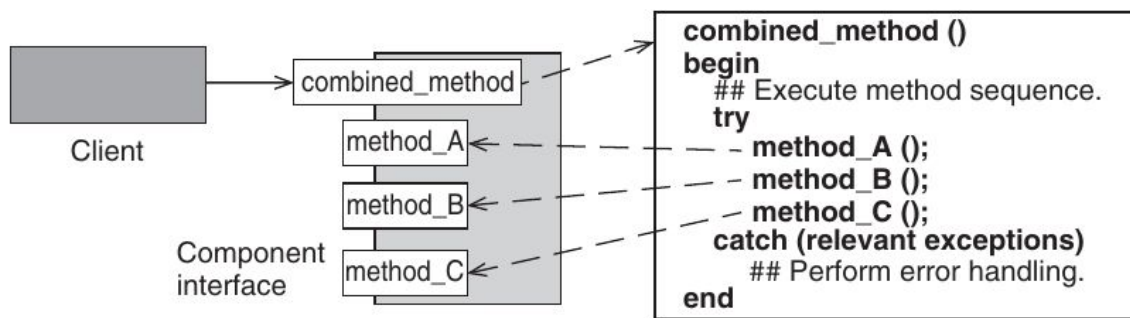 Client
combined_method
method_A
method_B
method_C
Component
interface
combined_method ()
begin
## Execute method sequence.
try
method_A ();
method_B ();
method_C ();
catch (relevant exceptions)
## Perform error handling.
end